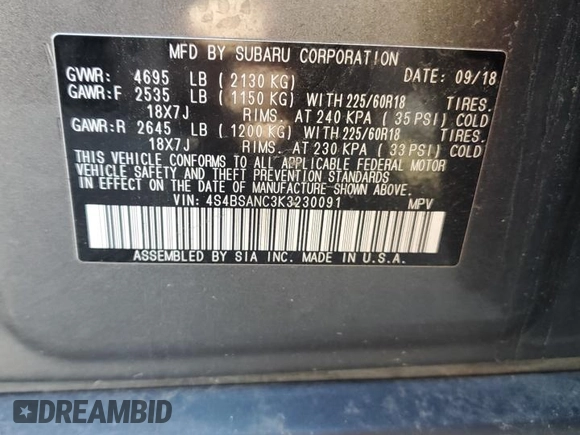 MFD BY SUBARU CORPORATION
GVWR: 4695 LB ( 2130 KG) DATE: 09/18
GAWR:F 2535 LB ( 1150 KG) WITH 225/60R18 TIRES.
18X7J RIMS. AT 240 KPA ( 35 PSI) COLD
GAWR:R 2645 LB ( 1200 KG) WITH 225/60R18 TIRES.
18X7J RIMS. AT 230 KPA ( 33 PSI) COLD
THIS VEHICLE CONFORMS TO ALL APPLICABLE FEDERAL MOTOR
VEHICLE SAFETY AND THEFT PREVENTION STANDARDS
IN EFFECT ON THE DATE OF MANUFACTURE SHOWN ABOVE.
VIN: 4S4BSANC3K3230091 MPV
ASSEMBLED BY SIA INC. MADE IN U.S.A.
DREAMBID